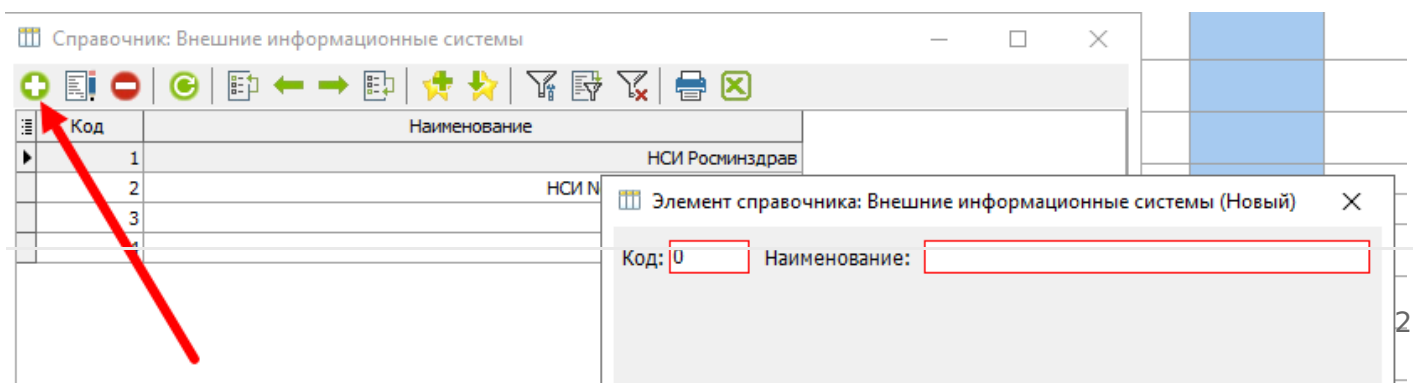 Справочник: Внешние информационные системы
Код Наименование
1 НСИ Росминздрав
2 НСИ N
3
4
Элемент справочника: Внешние информационные системы (Новый)
Код: 0 Наименование:
2